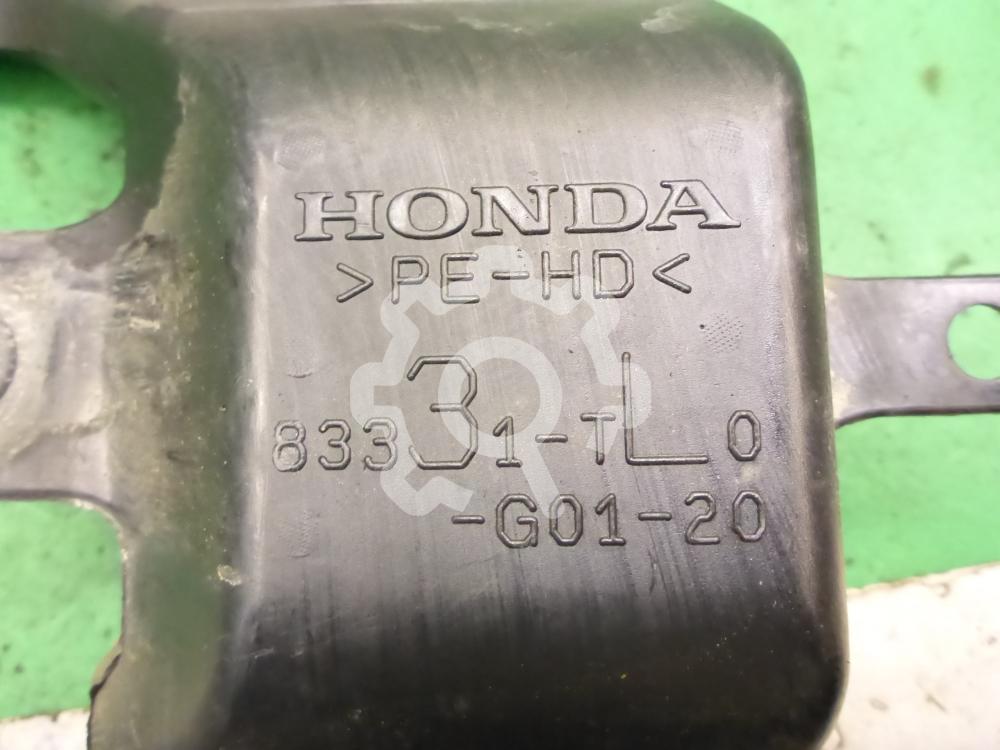 HONDA
>PE-HD<
83331-TL0
-G01-20